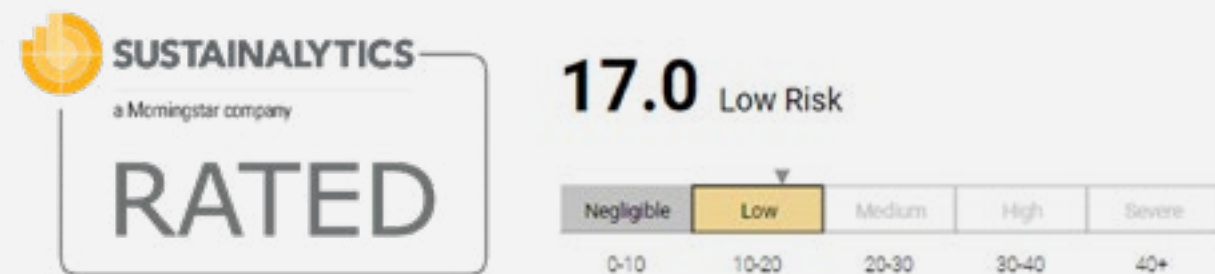 SUSTAINALYTICS
a Morningstar company
RATED
17.0 Low Risk
Negligible Low Medium High Severe
0-10 10-20 20-30 30-40 40+